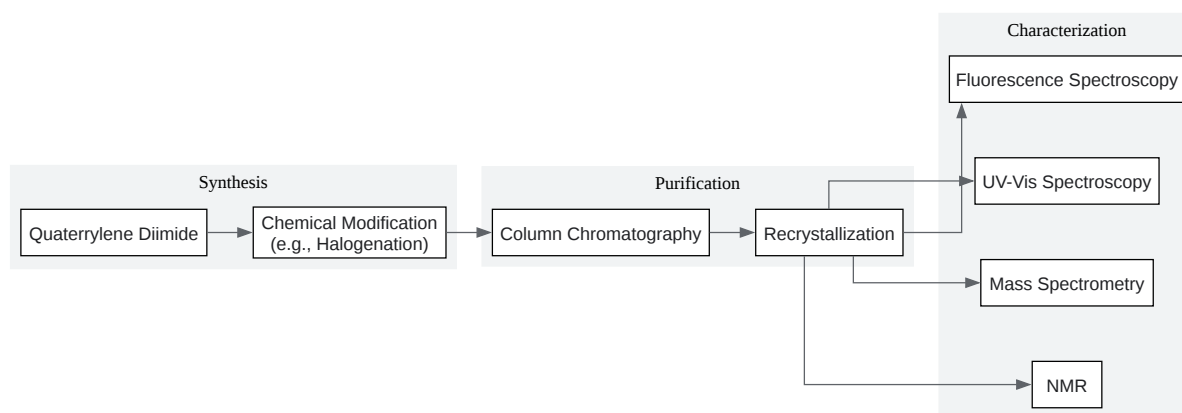 Synthesis
Quaterrylene Diimide
Chemical Modification
(e.g., Halogenation)
Purification
Column Chromatography
Recrystallization
Characterization
Fluorescence Spectroscopy
UV-Vis Spectroscopy
Mass Spectrometry
NMR